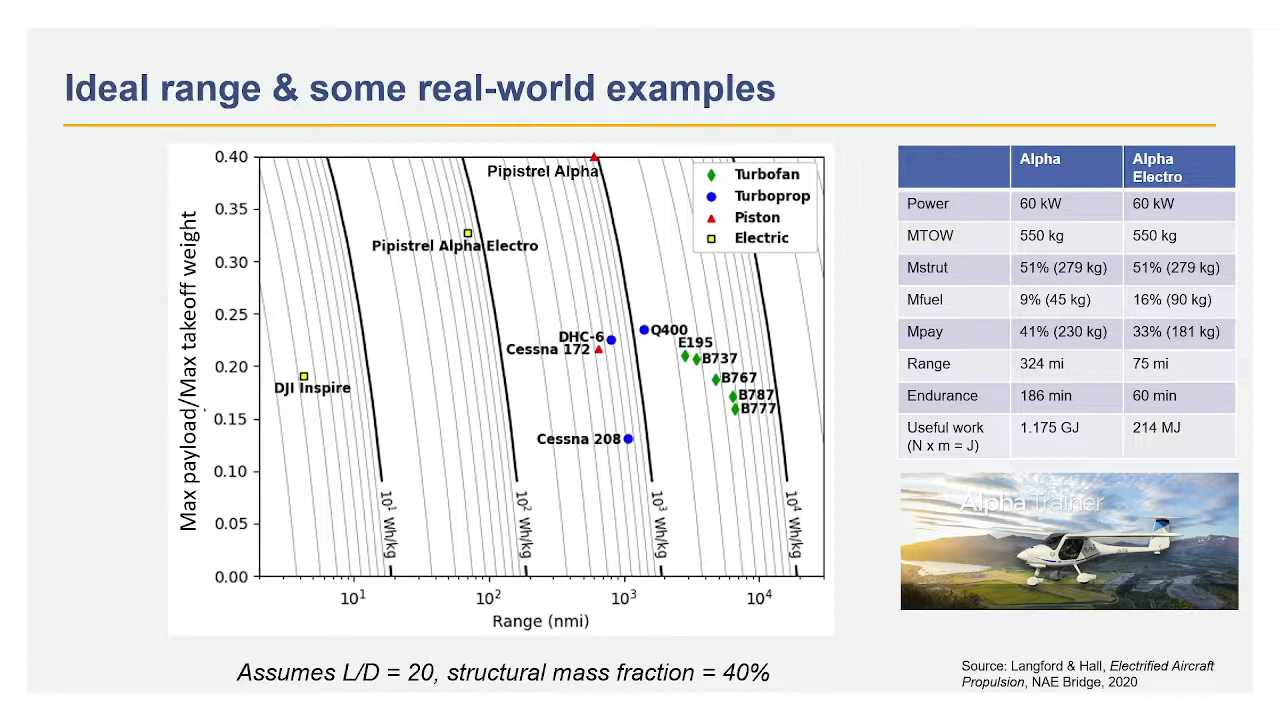 Ideal range & some real-world examples
Max payload/Max takeoff weight
0.40
0.35
0.30
0.25
0.20
0.15
0.10
0.05
0.00
Pipistrel Alpha
Pipistrel Alpha Electro
DHC-6
Q400
Cessna 172
E195
B737
B767
DJI Inspire
B787
B777
Cessna 208
Turbofan
Turboprop
Piston
Electric
10¹ Wh/kg
10² Wh/kg
10³ Wh/kg
10⁴ Wh/kg
10¹
10²
10³
10⁴
Range (nmi)
Assumes L/D = 20, structural mass fraction = 40%
Alpha Alpha
Electro
Power 60 kW 60 kW
MTOW 550 kg 550 kg
Mstrut 51% (279 kg) 51% (279 kg)
Mfuel 9% (45 kg) 16% (90 kg)
Mpay 41% (230 kg) 33% (181 kg)
Range 324 mi 75 mi
Endurance 186 min 60 min
Useful work 1.175 GJ 214 MJ
(N x m = J)
Alpha Trainer
Source: Langford & Hall, Electrified Aircraft
Propulsion, NAE Bridge, 2020